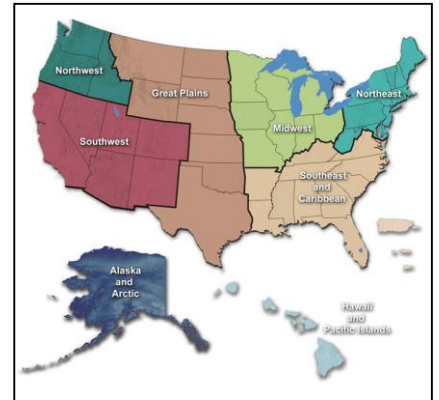 Northwest
Great Plains
Northeast
Midwest
Southwest
Southeast
and
Caribbean
Alaska
and
Arctic
Hawaii
and
Pacific Islands